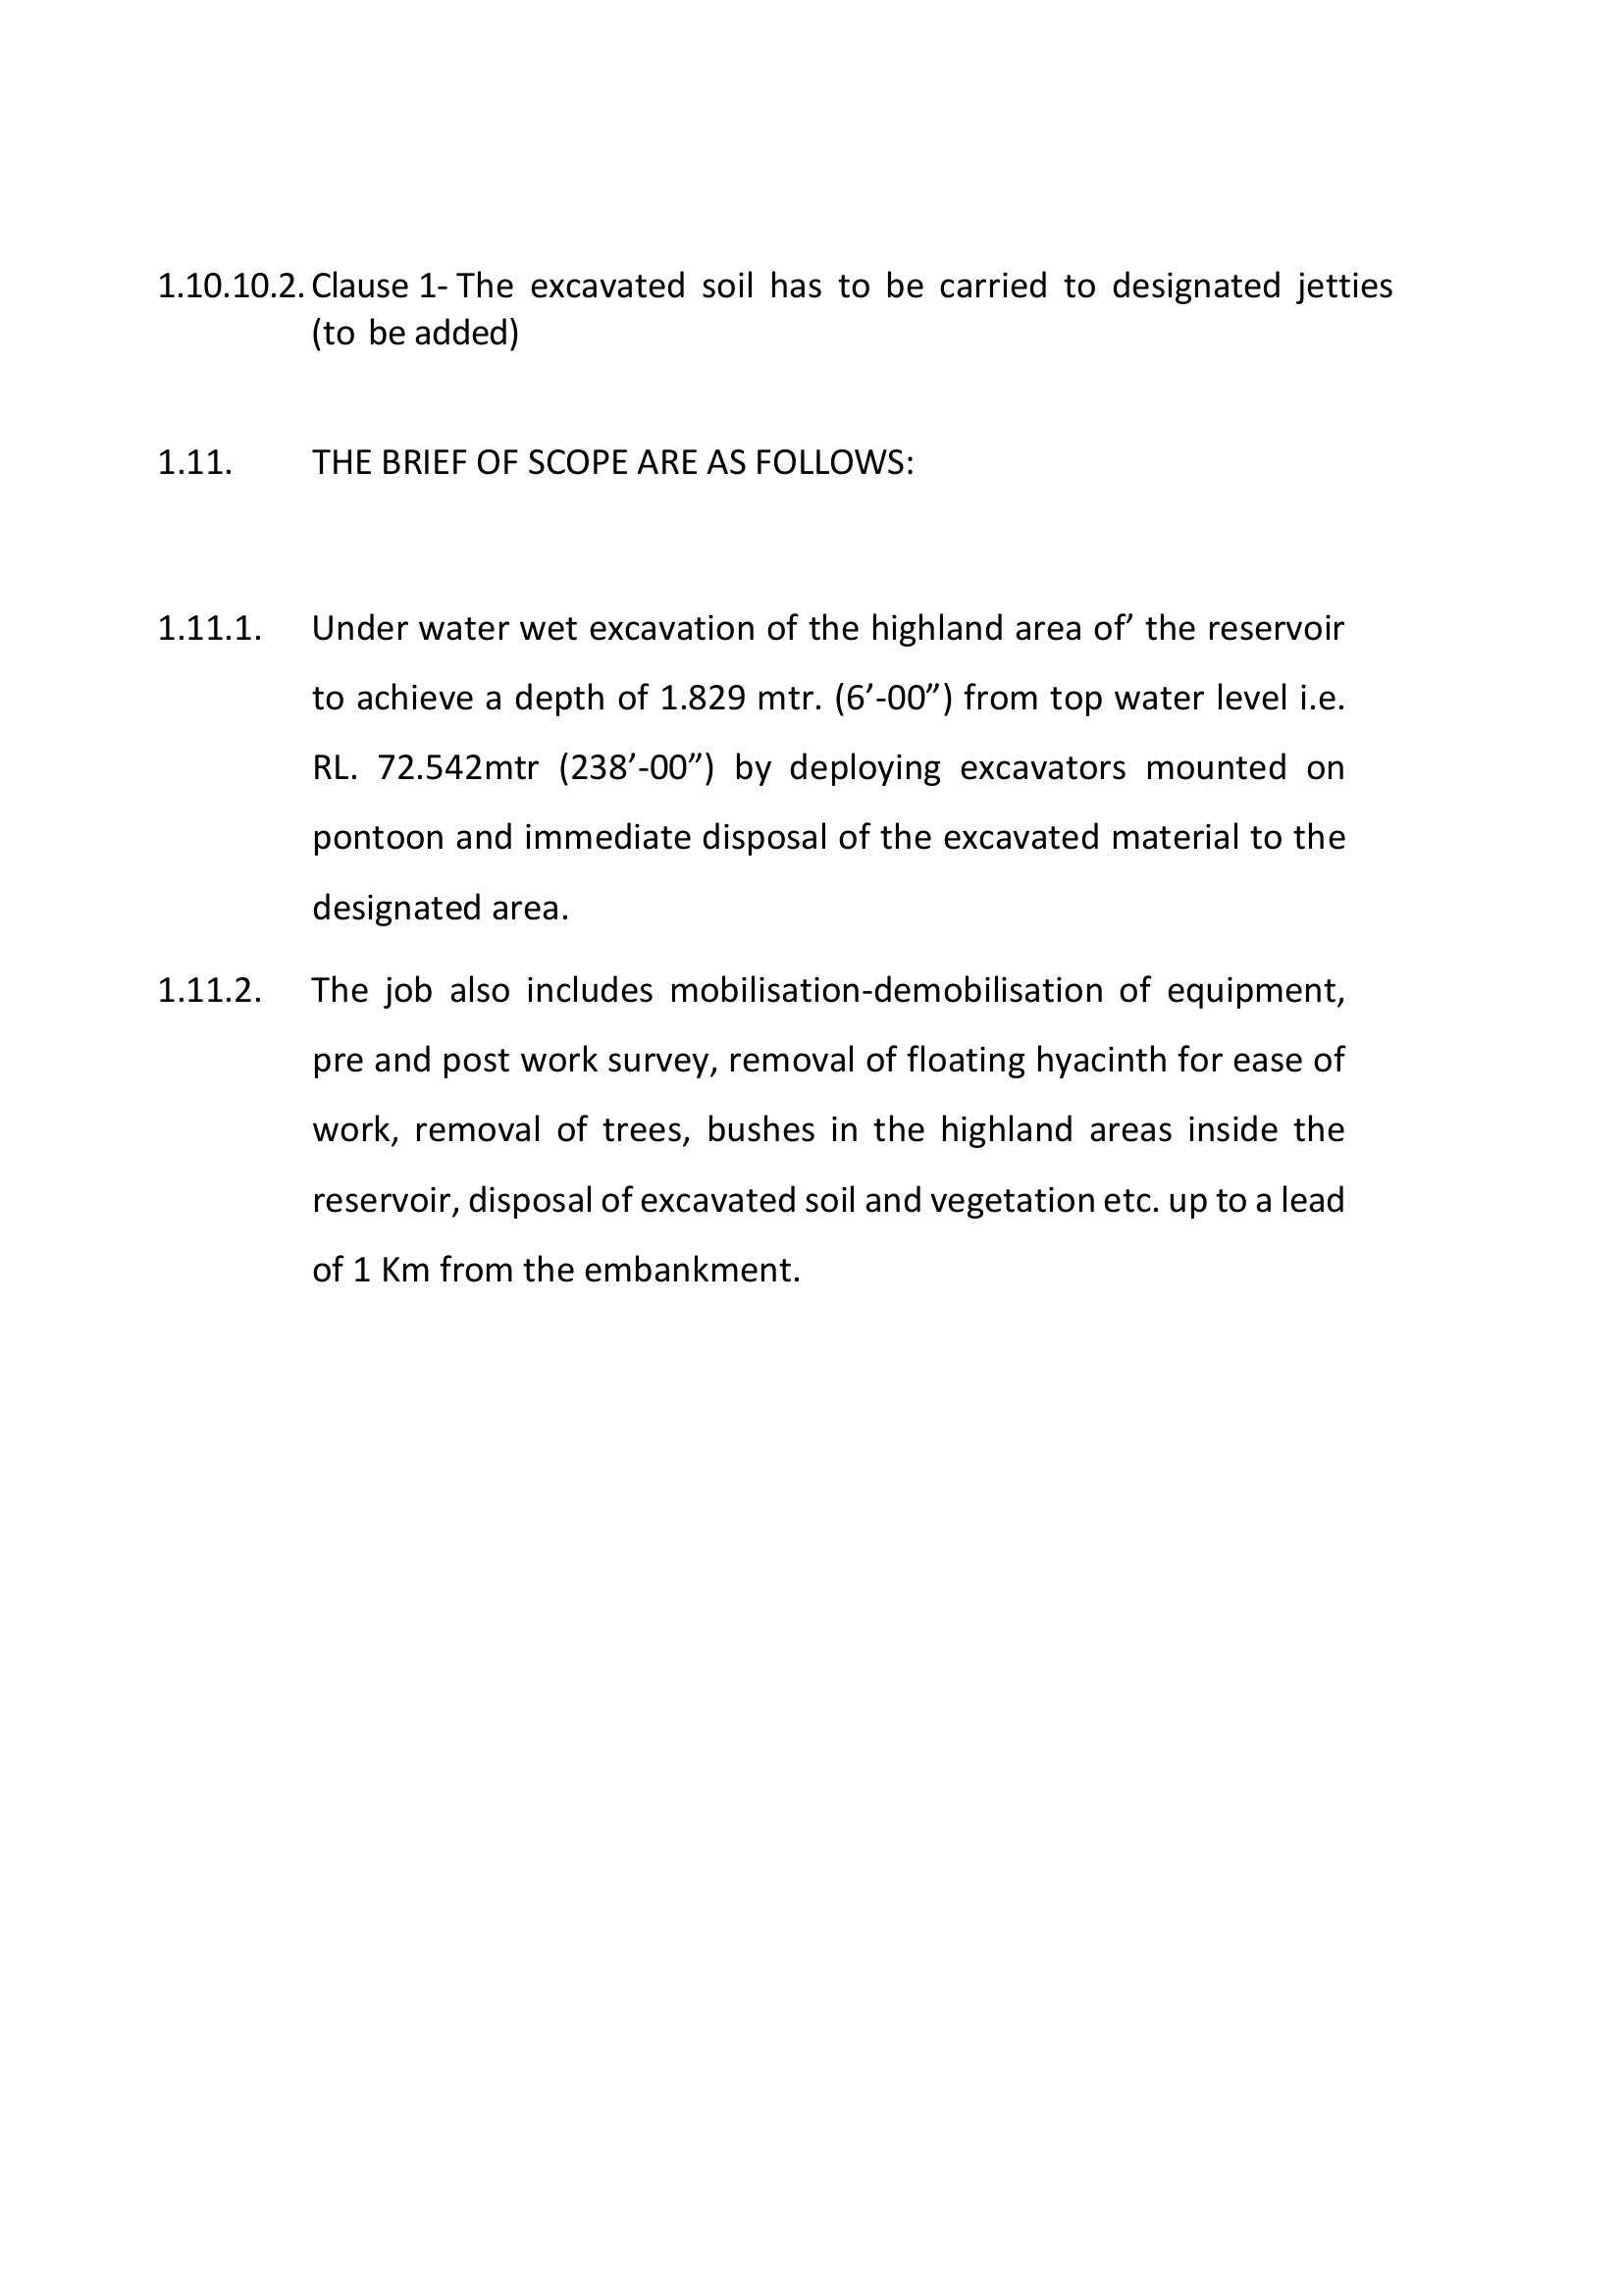 1.10.10.2. Clause 1- The excavated soil has to be carried to designated jetties
(to be added)
1.11. THE BRIEF OF SCOPE ARE AS FOLLOWS:
1.11.1. Under water wet excavation of the highland area of’ the reservoir
to achieve a depth of 1.829 mtr. (6’-00”) from top water level i.e.
RL. 72.542mtr (238’-00”) by deploying excavators mounted on
pontoon and immediate disposal of the excavated material to the
designated area.
1.11.2. The job also includes mobilisation-demobilisation of equipment,
pre and post work survey, removal of floating hyacinth for ease of
work, removal of trees, bushes in the highland areas inside the
reservoir, disposal of excavated soil and vegetation etc. up to a lead
of 1 Km from the embankment.